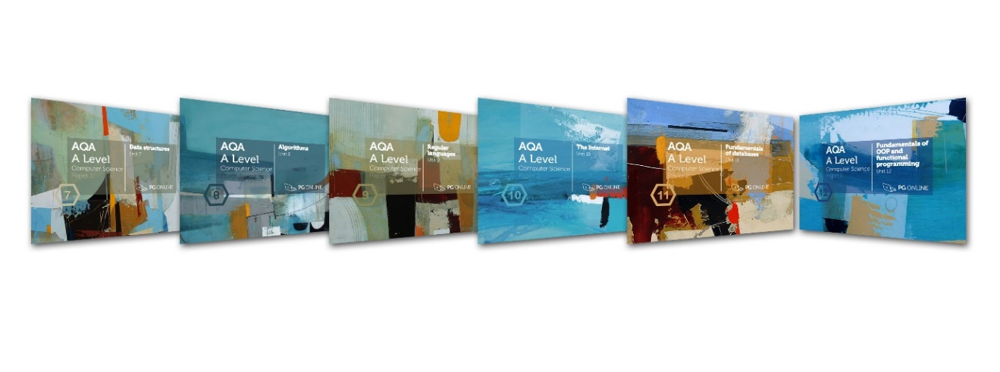 AQA
A Level
Computer Science
Paper 1
Data structures
Unit 7
7
PG ONLINE
AQA
A Level
Computer Science
Algorithms
Unit 8
8
PG ONLINE
AQA
A Level
Computer Science
Regular
languages
Unit 9
9
PG ONLINE
AQA
A Level
Computer Science
The Internet
Unit 10
10
PG ONLINE
AQA
A Level
Computer Science
Fundamentals
of databases
Unit 11
11
PG ONLINE
AQA
A Level
Computer Science
Fundamentals of
OOP and
functional
programming
Unit 12
12
PG ONLINE